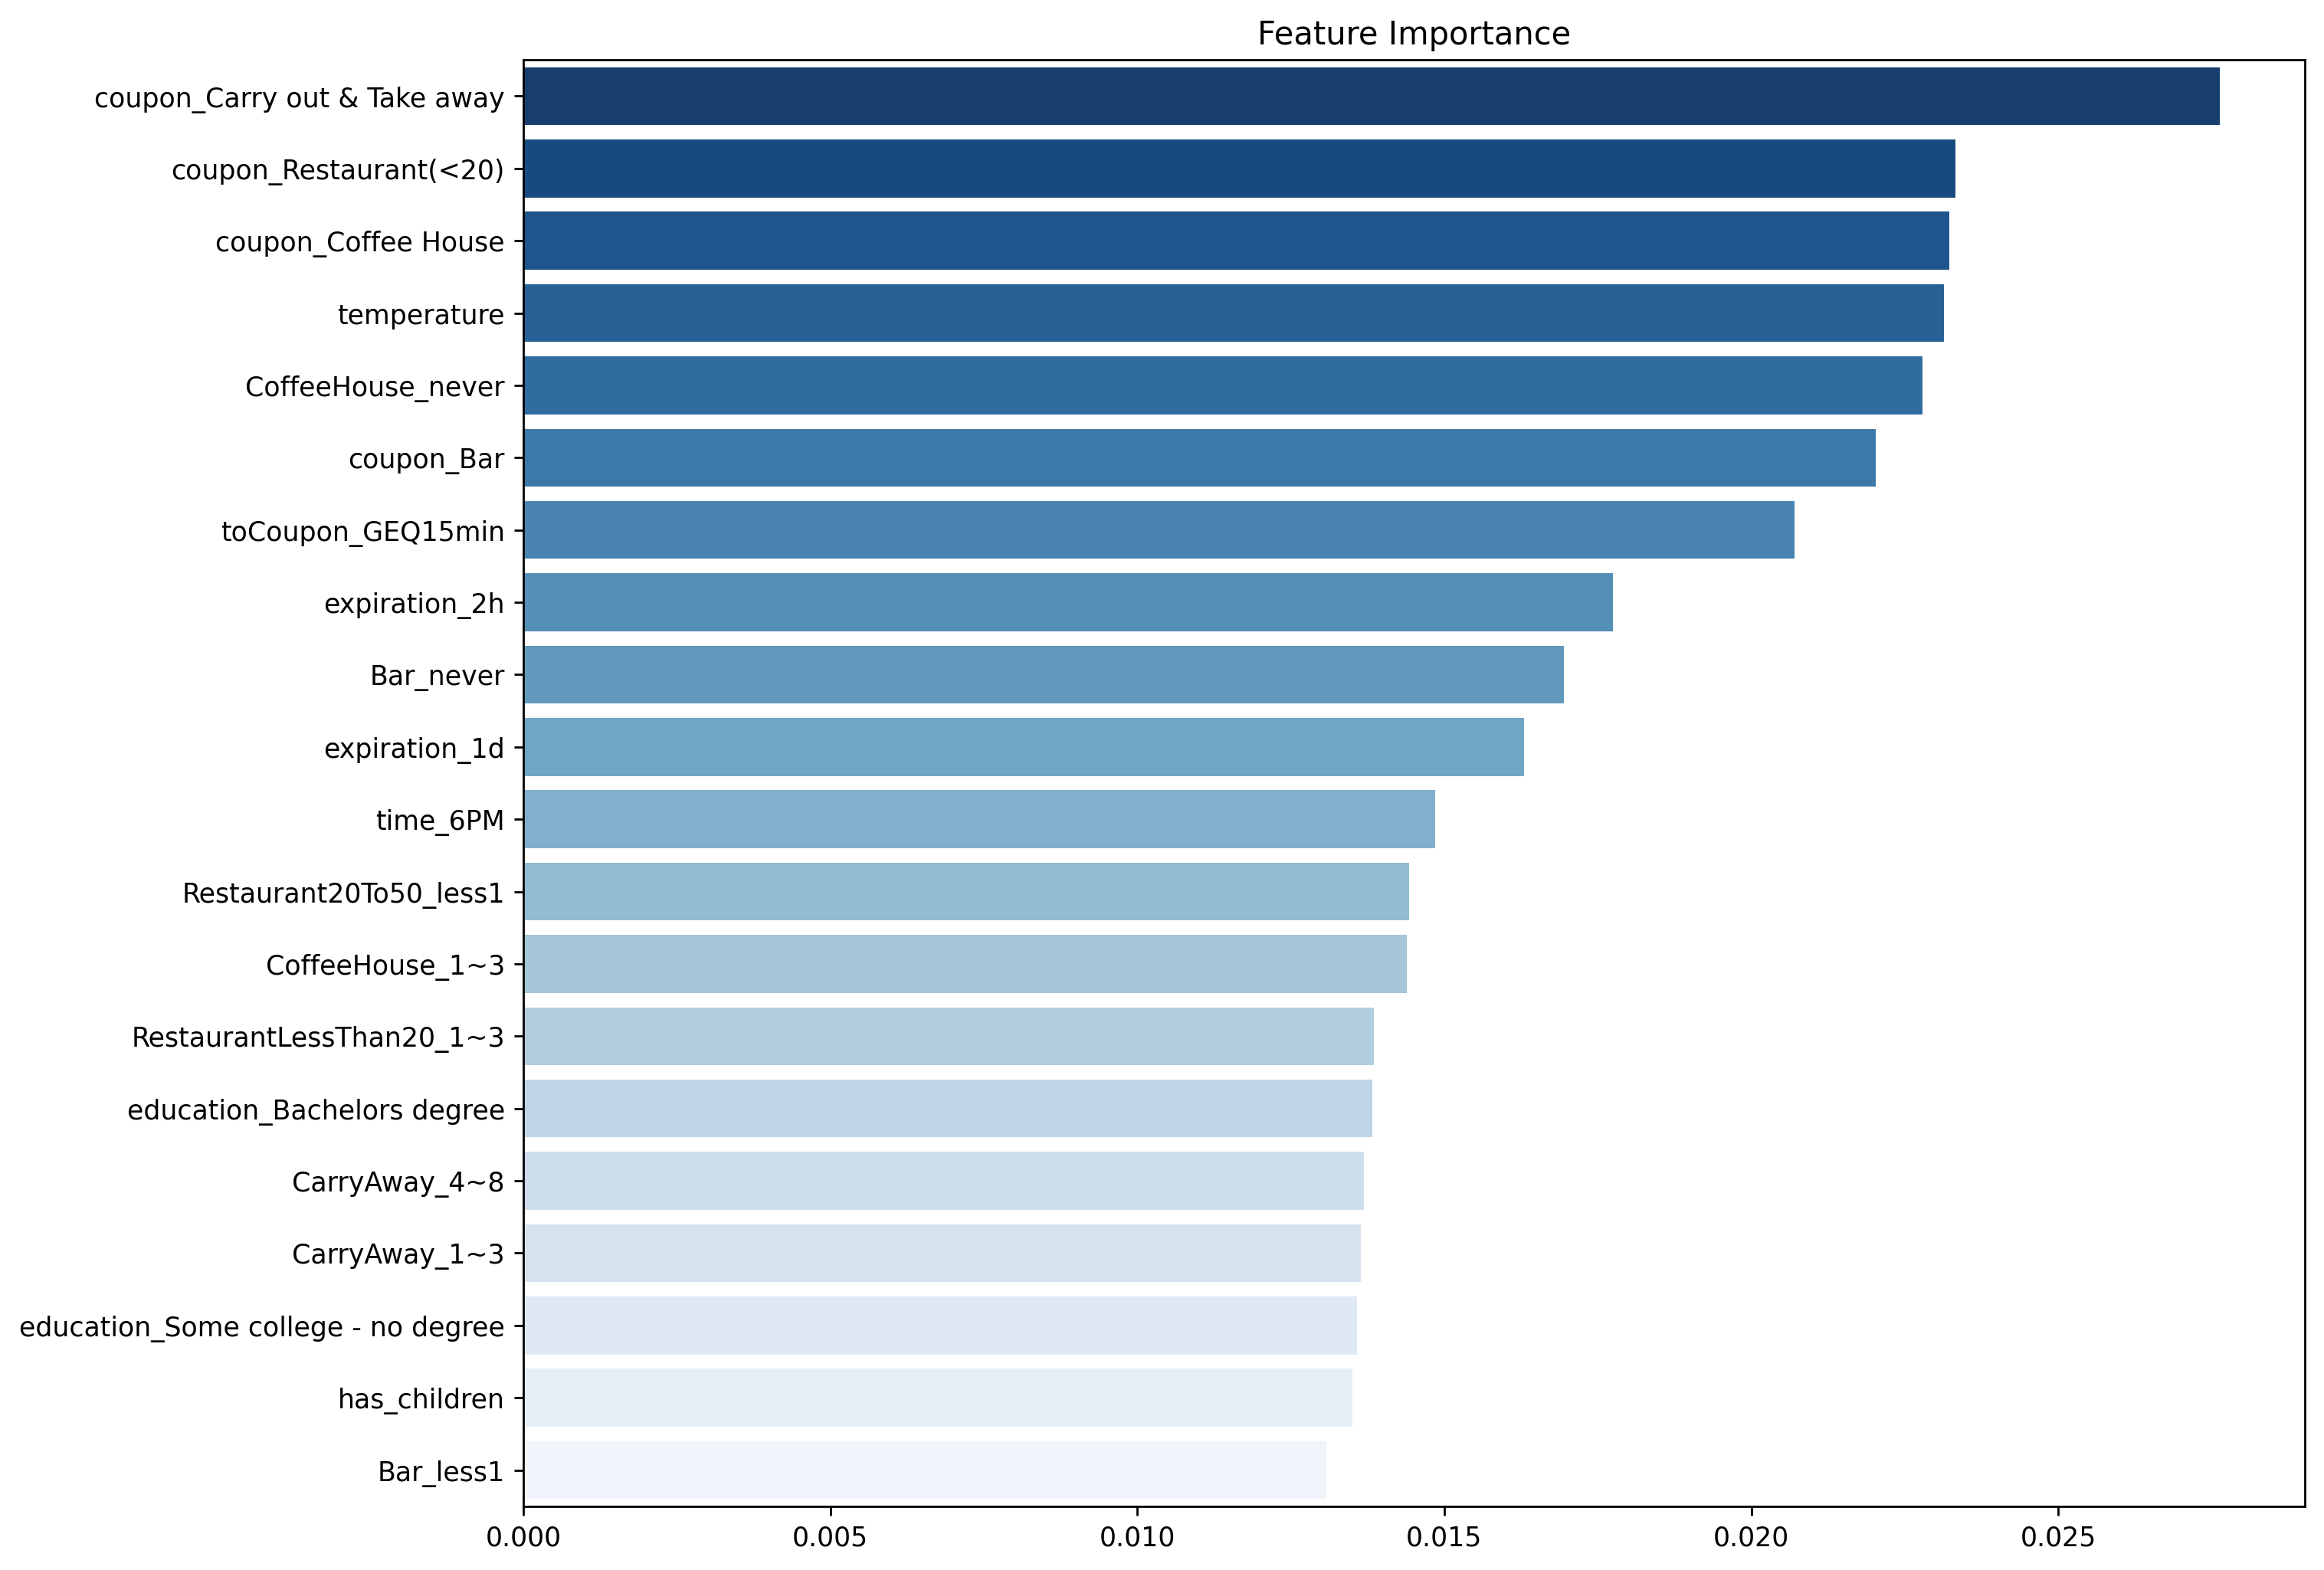 Feature Importance
coupon_Carry out & Take away
coupon_Restaurant(<20)
coupon_Coffee House
temperature
CoffeeHouse_never
coupon_Bar
toCoupon_GEQ15min
expiration_2h
Bar_never
expiration_1d
time_6PM
Restaurant20To50_less1
CoffeeHouse_1~3
RestaurantLessThan20_1~3
education_Bachelors degree
CarryAway_4~8
CarryAway_1~3
education_Some college - no degree
has_children
Bar_less1
0.000 0.005 0.010 0.015 0.020 0.025